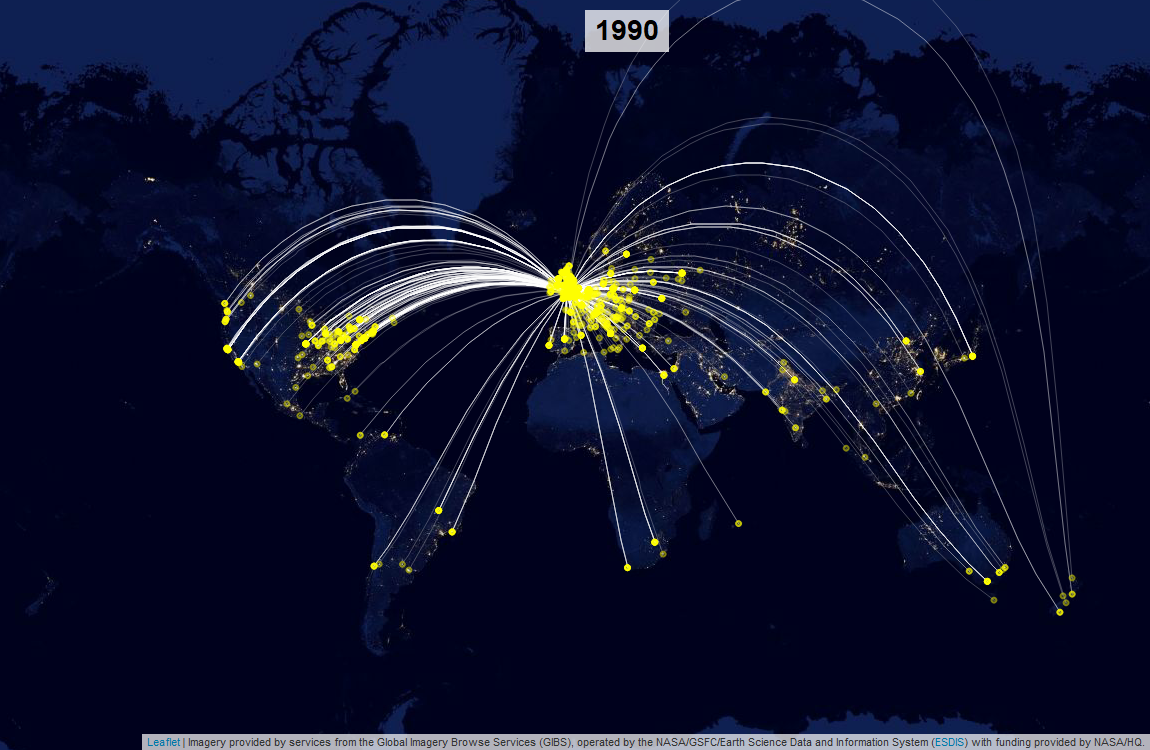 1990
Leaflet | Imagery provided by services from the Global Imagery Browse Services (GIBS), operated by the NASA/GSFC/Earth Science Data and Information System (ESDIS) with funding provided by NASA/HQ.